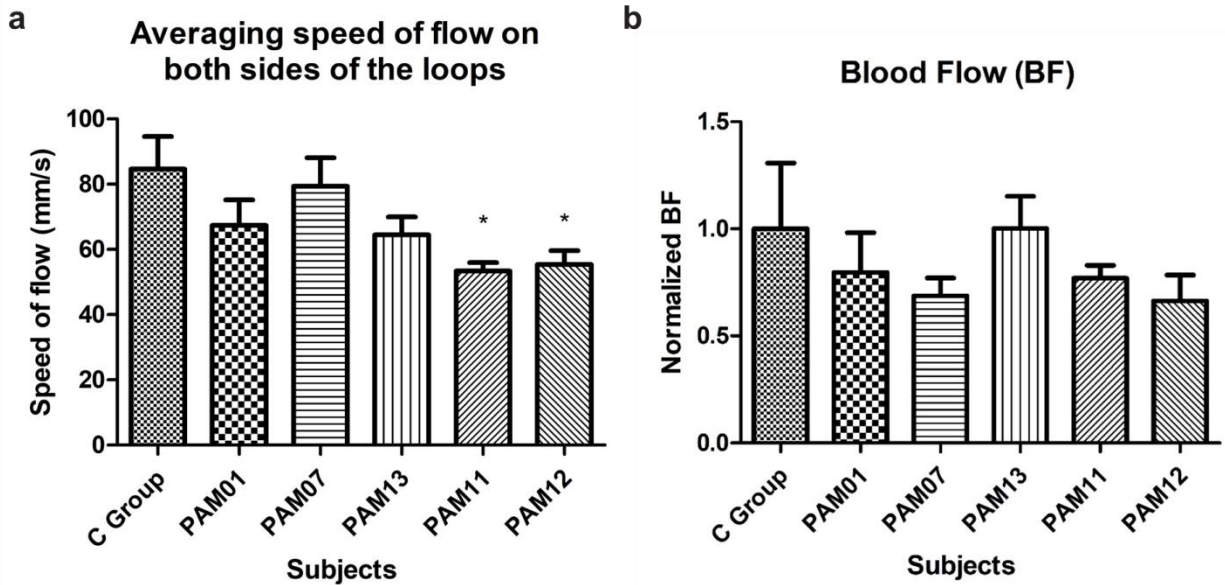 a
Averaging speed of flow on
both sides of the loops
Speed of flow (mm/s)
100
80
60
40
20
0
*
*
C Group
PAM01
PAM07
PAM13
PAM11
PAM12
Subjects
b
Blood Flow (BF)
Normalized BF
1.5
1.0
0.5
0.0
C Group
PAM01
PAM07
PAM13
PAM11
PAM12
Subjects